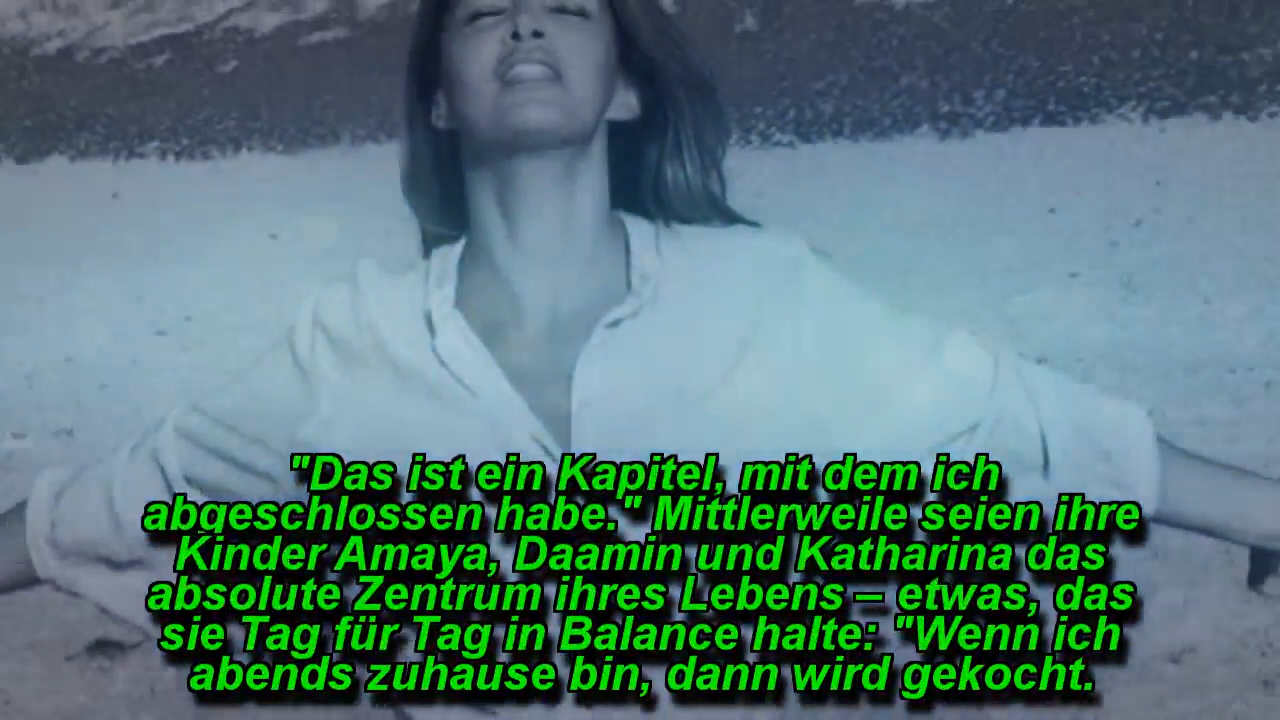 "Das ist ein Kapitel, mit dem ich
abgeschlossen habe." Mittlerweile seien ihre
Kinder Amaya, Daamin und Katharina das
absolute Zentrum ihres Lebens – etwas, das
sie Tag für Tag in Balance halte: "Wenn ich
abends zuhause bin, dann wird gekocht.